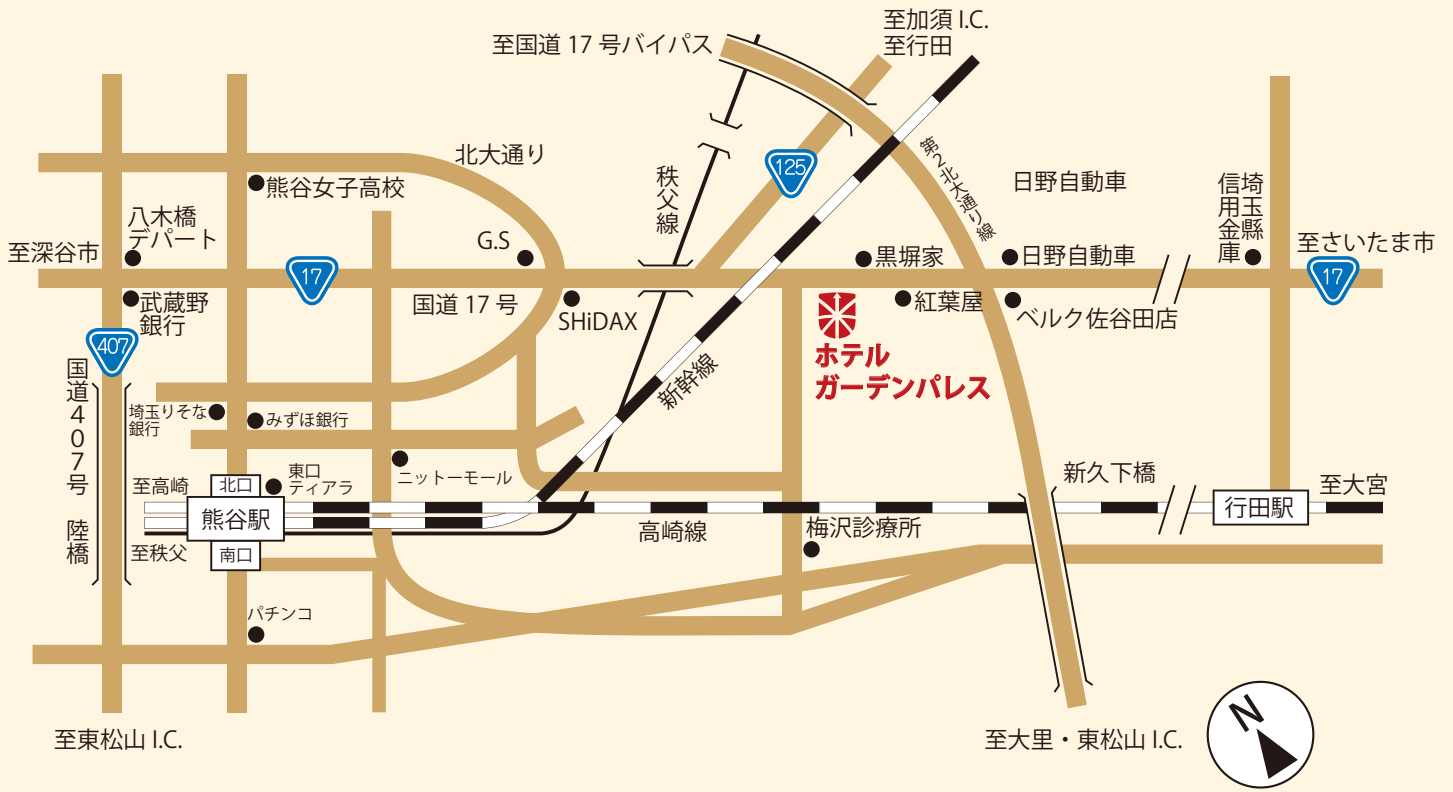 至加須 I.C.
至行田
至国道 17 号バイパス
北大通り
熊谷女子高校
秩父線
125
第2北大通り線
日野自動車
埼玉縣
信用金庫
八木橋
デパート
至深谷市
G.S
17
黒塀家
日野自動車
至さいたま市
17
武蔵野
銀行
国道 17 号
SHiDAX
紅葉屋
ベルク佐谷田店
407
ホテル
ガーデンパレス
国道407号 陸橋
新幹線
埼玉りそな
銀行
みずほ銀行
東口
ティアラ
ニットーモール
至高崎
北口
熊谷駅
南口
至秩父
高崎線
梅沢診療所
新久下橋
行田駅
至大宮
パチンコ
至東松山 I.C.
至大里・東松山 I.C.
N